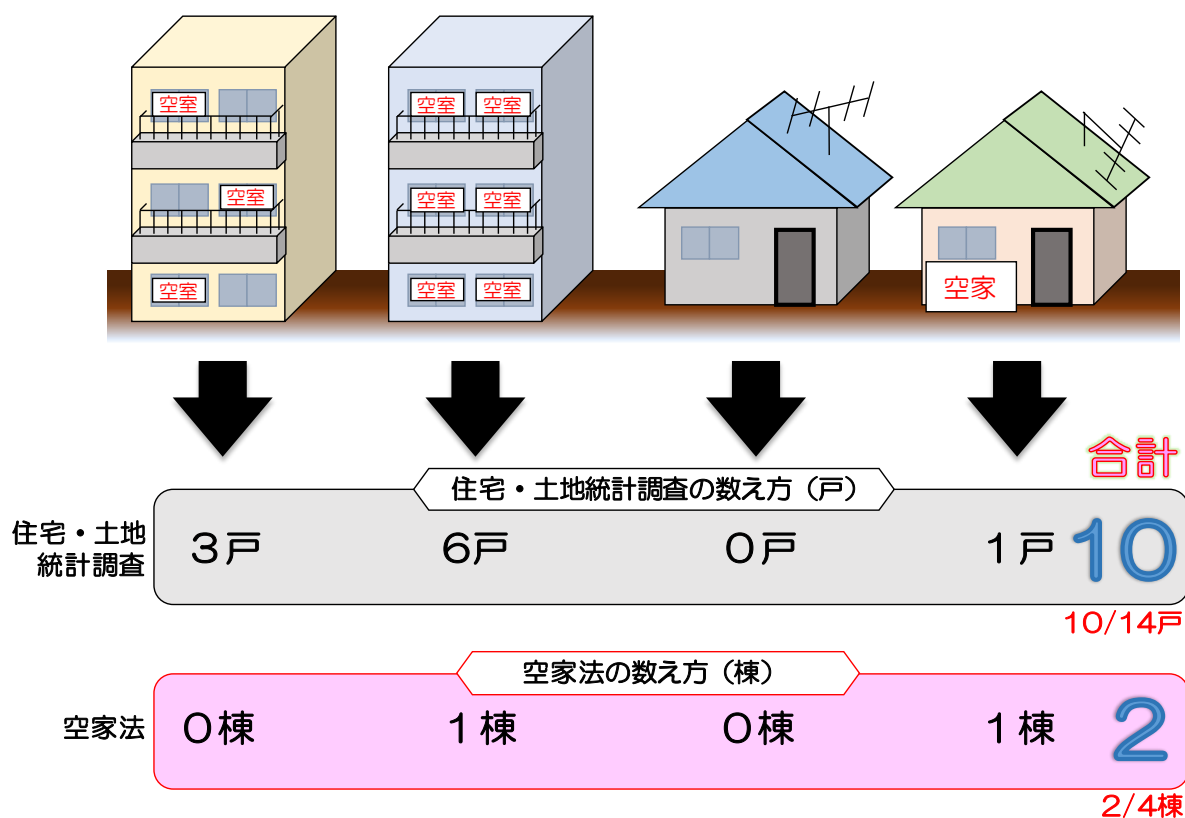 空室
空室
空室
空室 空室
空室 空室
空室 空室
空家
合計
住宅・土地統計調査の数え方（戸）
住宅・土地
統計調査
3戸 6戸 0戸 1戸 10
10/14戸
空家法の数え方（棟）
空家法
0棟 1棟 0棟 1棟 2
2/4棟